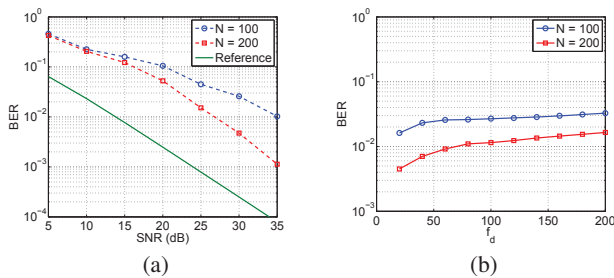 10^0
10^-1
10^-2
10^-3
10^-4
BER
5 10 15 20 25 30 35
SNR (dB)
N = 100
N = 200
Reference
(a)
10^0
10^-1
10^-2
10^-3
BER
0 50 100 150 200
f_d
N = 100
N = 200
(b)